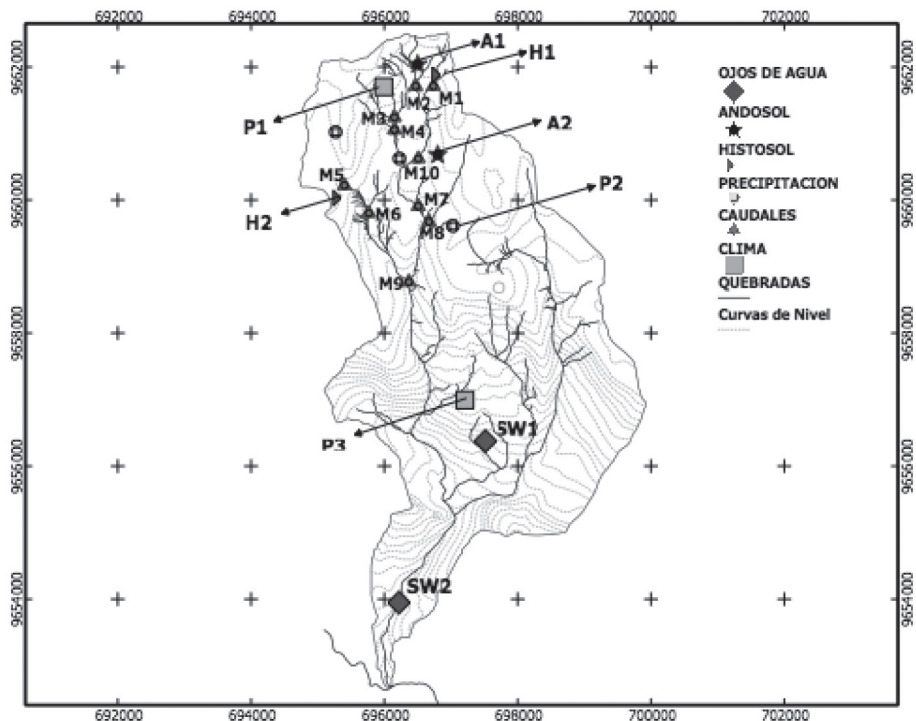 692000 694000 696000 698000 700000 702000
9662000 9662000
A1
H1
OJOS DE AGUA
ANDOSOL
HISTOSOL
PRECIPITACION
CAUDALES
CLIMA
QUEBRADAS
Curvas de Nivel
M2 M1
P1
M3
M4
A2
M10
M5
9660000 9660000
H2
M6
M7
P2
M8
M9
9658000 9658000
P3
SW1
9656000 9656000
SW2
9654000 9654000
692000 694000 696000 698000 700000 702000